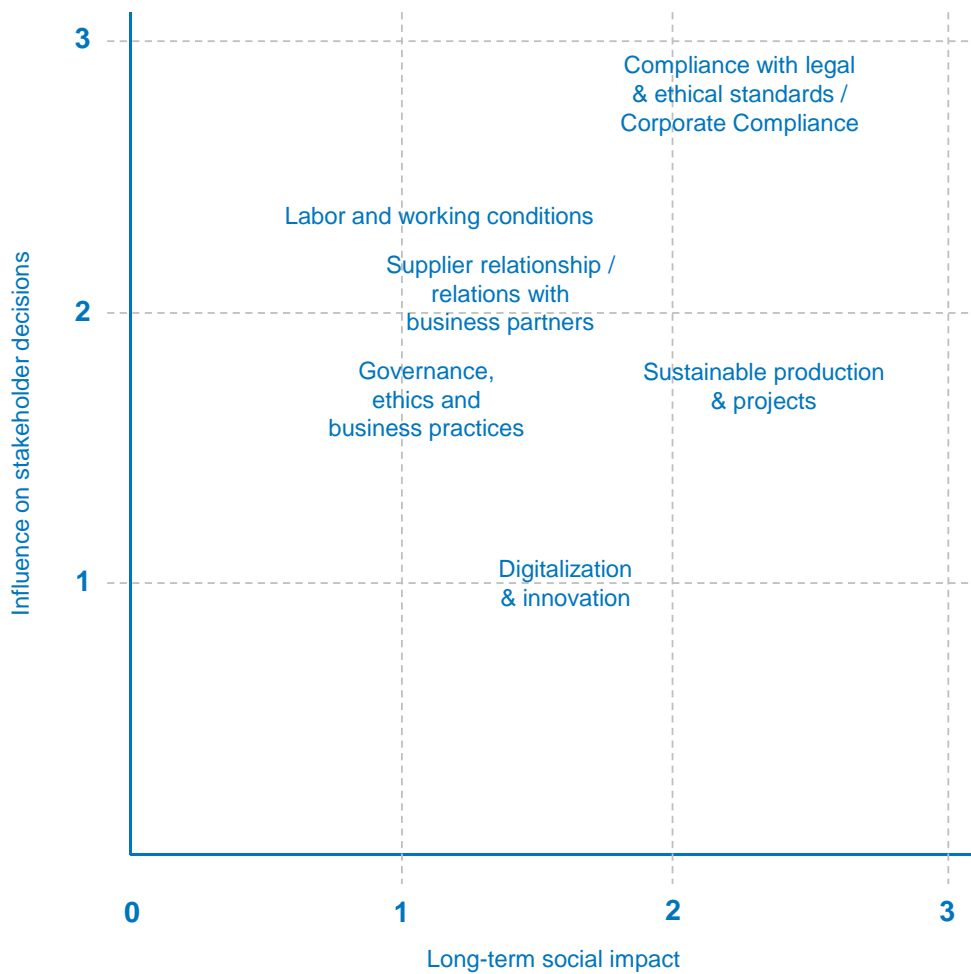 3
Compliance with legal
& ethical standards /
Corporate Compliance
Labor and working conditions
Supplier relationship /
relations with
business partners
2
Governance,
ethics and
business practices
Sustainable production
& projects
Influence on stakeholder decisions
1
Digitalization
& innovation
0
1
2
3
Long-term social impact